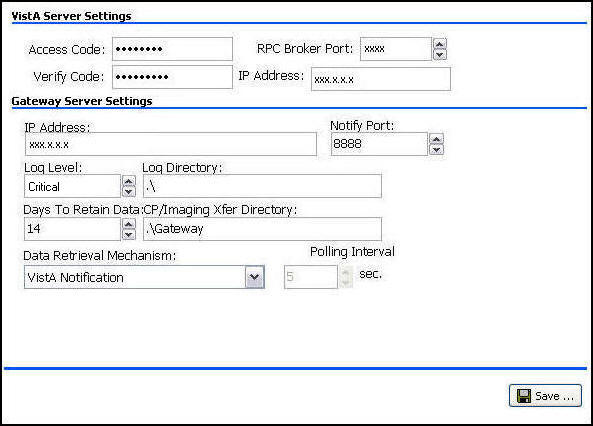 VistA Server Settings
Access Code: •••••••• RPC Broker Port: xxxx
Verify Code: ••••••••• IP Address: xxx.x.x.x
Gateway Server Settings
IP Address: Notify Port:
xxx.x.x.x 8888
Log Level: Log Directory:
Critical .\
Days To Retain Data: CP/Imaging Xfer Directory:
14 .\Gateway
Data Retrieval Mechanism: Polling Interval
VistA Notification 5 sec.
Save ...